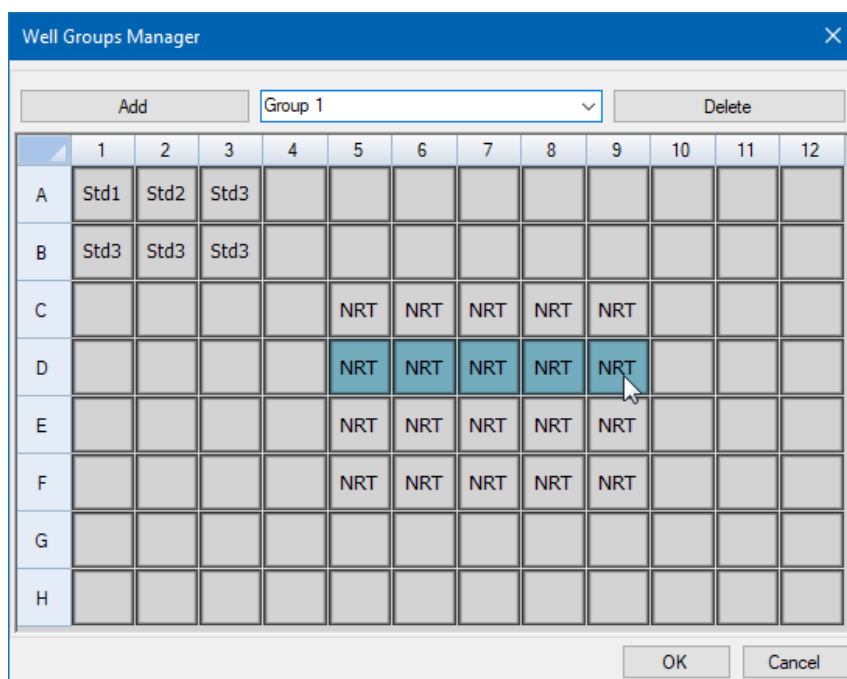 Well Groups Manager
Add Group 1 Delete
1 2 3 4 5 6 7 8 9 10 11 12
A Std1 Std2 Std3
B Std3 Std3 Std3
C NRT NRT NRT NRT NRT
D NRT NRT NRT NRT NRT
E NRT NRT NRT NRT NRT
F NRT NRT NRT NRT NRT
G
H
OK Cancel